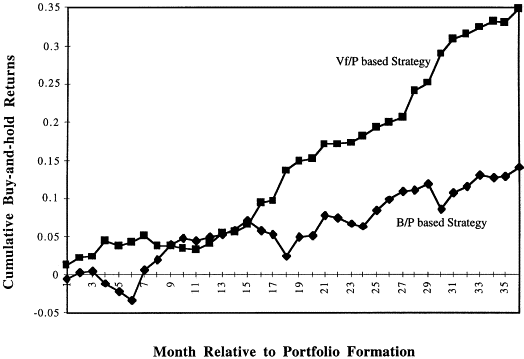 0.35
0.3
0.25
0.2
0.15
0.1
0.05
0
-0.05
Cumulative Buy-and-hold Returns
Vf/P based Strategy
B/P based Strategy
1 3 5 7 9 11 13 15 17 19 21 23 25 27 29 31 33 35
Month Relative to Portfolio Formation